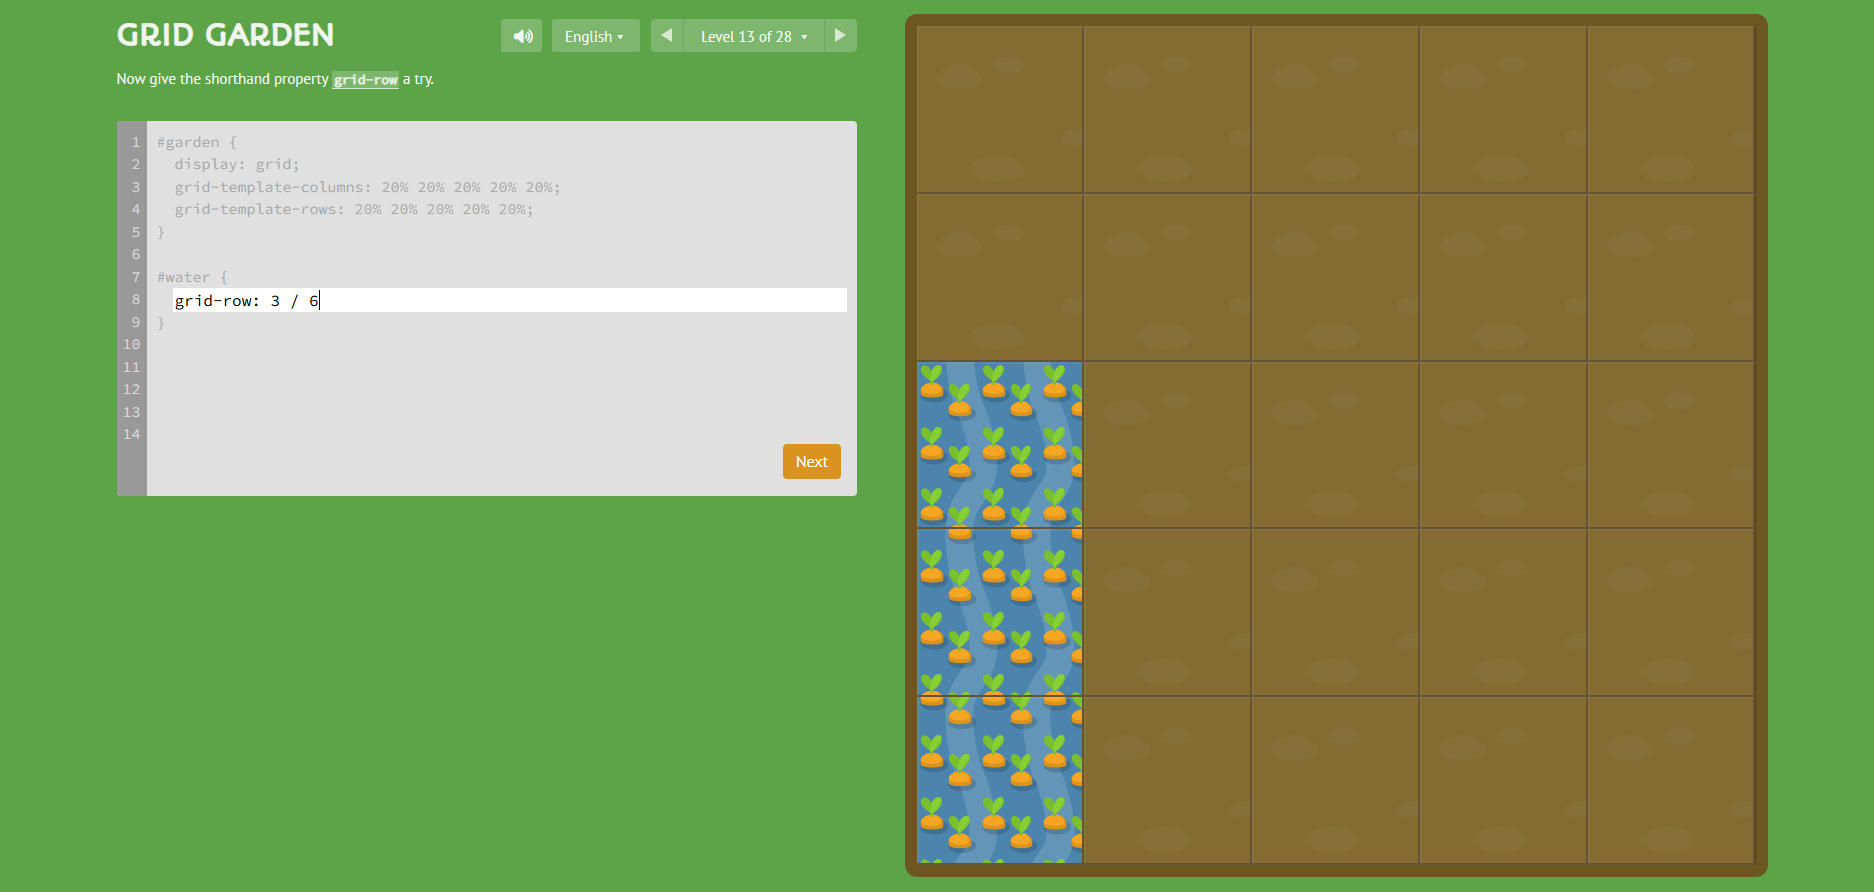 GRID GARDEN
English
Level 13 of 28
Now give the shorthand property grid-row a try.
1 #garden {
2 display: grid;
3 grid-template-columns: 20% 20% 20% 20% 20%;
4 grid-template-rows: 20% 20% 20% 20% 20%;
5 }
6
7 #water {
8 grid-row: 3 / 6
9 }
10
11
12
13
14
Next